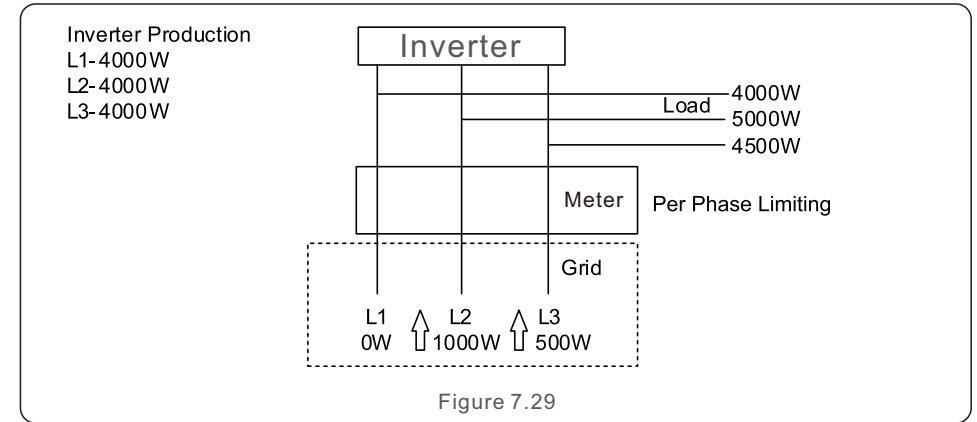 Inverter Production
L1-4000W
L2-4000W
L3-4000W
Inverter
Load
4000W
5000W
4500W
Meter
Per Phase Limiting
Grid
L1 L2 L3
0W 1000W 500W
Figure 7.29